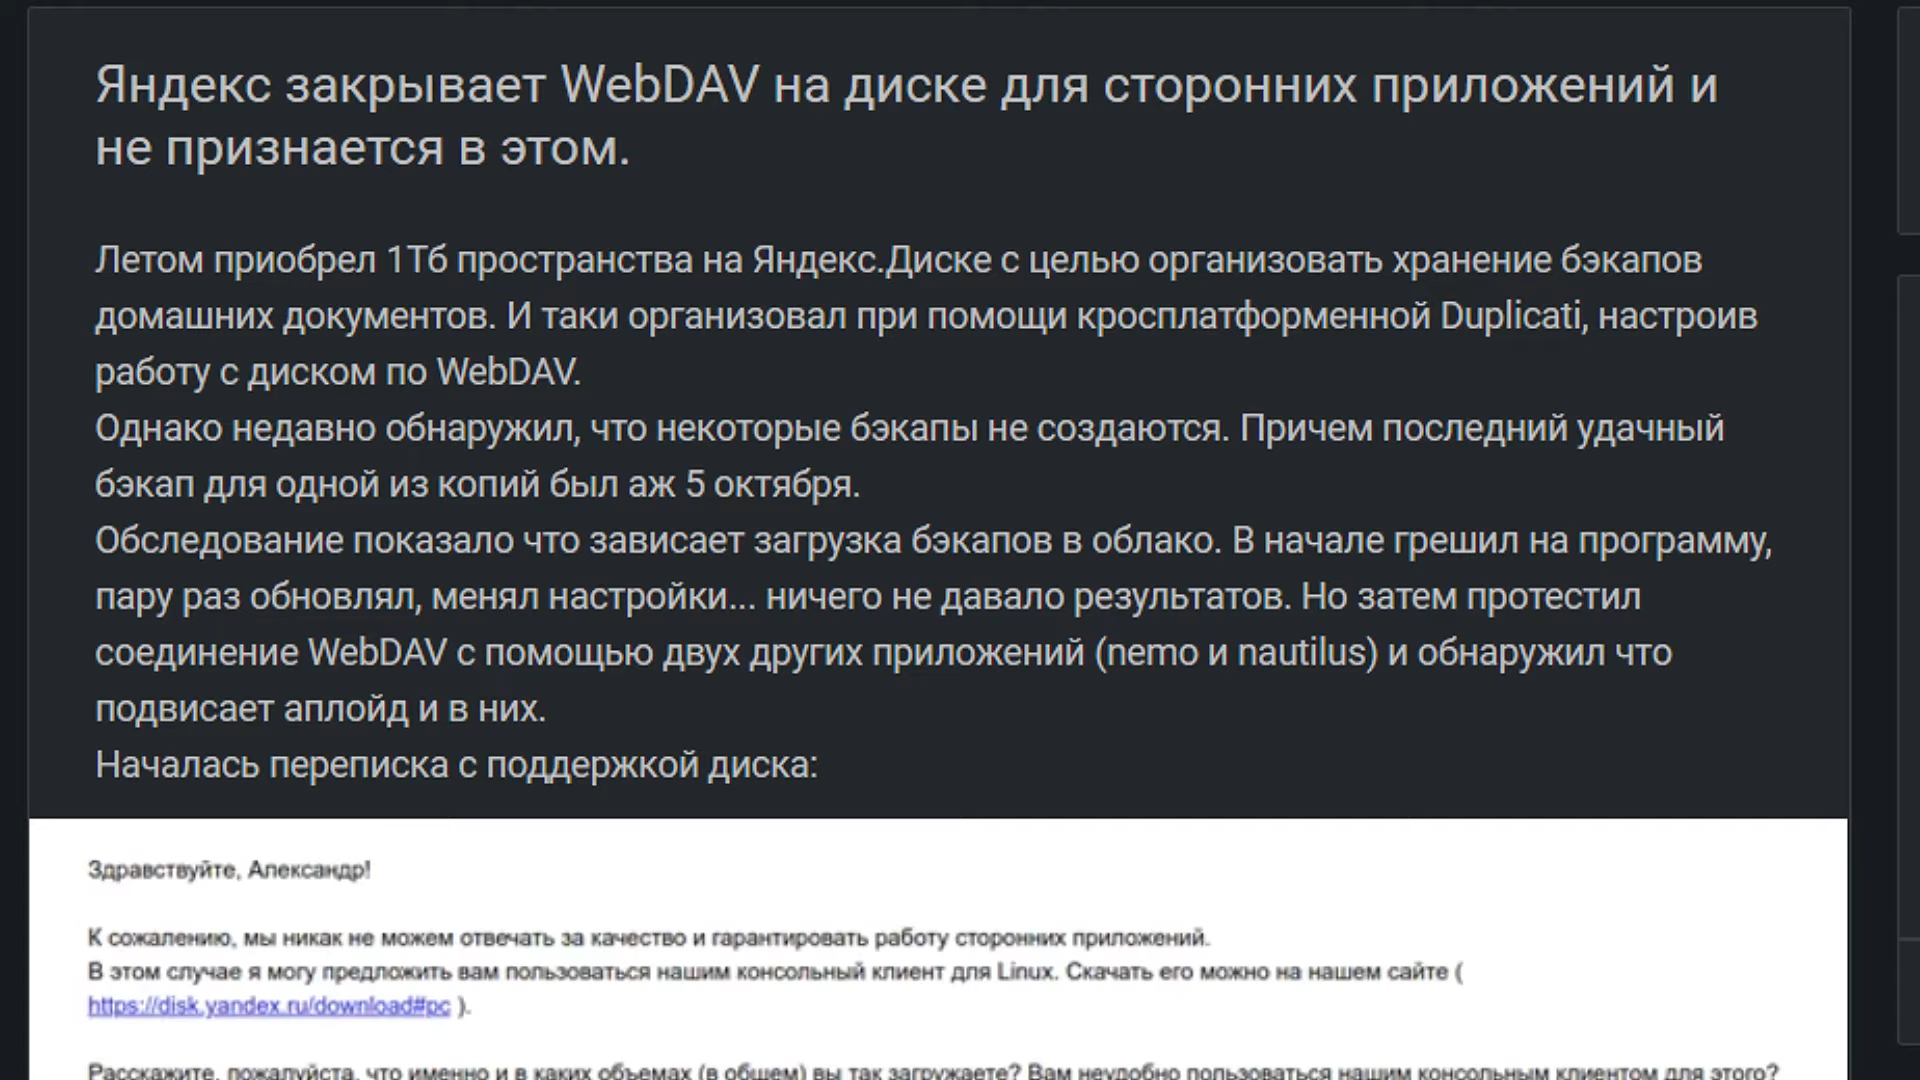 Яндекс закрывает WebDAV на диске для сторонних приложений и
не признается в этом.
Летом приобрел 1Тб пространства на Яндекс.Диске с целью организовать хранение бэкапов
домашних документов. И таки организовал при помощи кросплатформенной Duplicati, настроив
работу с диском по WebDAV.
Однако недавно обнаружил, что некоторые бэкапы не создаются. Причем последний удачный
бэкап для одной из копий был аж 5 октября.
Обследование показало что зависает загрузка бэкапов в облако. В начале грешил на программу,
пару раз обновлял, менял настройки... ничего не давало результатов. Но затем протестил
соединение WebDAV с помощью двух других приложений (nemo и nautilus) и обнаружил что
подвисает аплойд и в них.
Началась переписка с поддержкой диска:
Здравствуйте, Александр!
К сожалению, мы никак не можем отвечать за качество и гарантировать работу сторонних приложений.
В этом случае я могу предложить вам пользоваться нашим консольный клиент для Linux. Скачать его можно на нашем сайте (
https://disk.yandex.ru/download#pc ).
Расскажите, пожалуйста, что именно и в каких объемах (в общем) вы так загружаете? Вам неудобно пользоваться нашим консольным клиентом для этого?